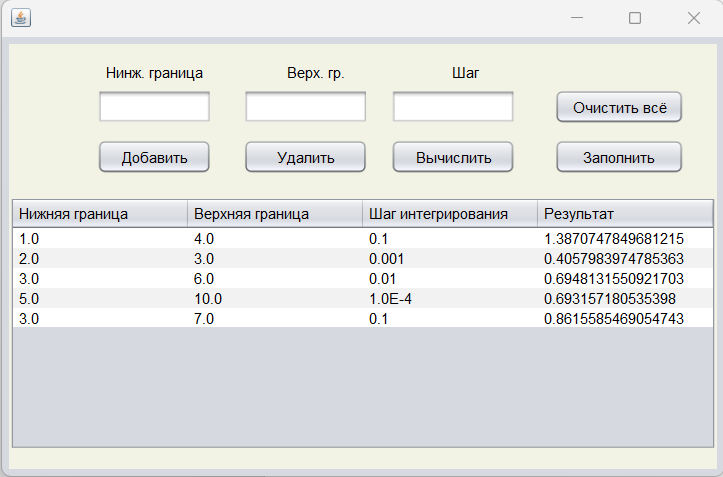 Нинж. граница Верх. гр. Шаг
Очистить всё
Добавить Удалить Вычислить Заполнить
Нижняя граница Верхняя граница Шаг интегрирования Результат
1.0 4.0 0.1 1.3870747849681215
2.0 3.0 0.001 0.4057983974785363
3.0 6.0 0.01 0.6948131550921703
5.0 10.0 1.0E-4 0.693157180535398
3.0 7.0 0.1 0.8615585469054743